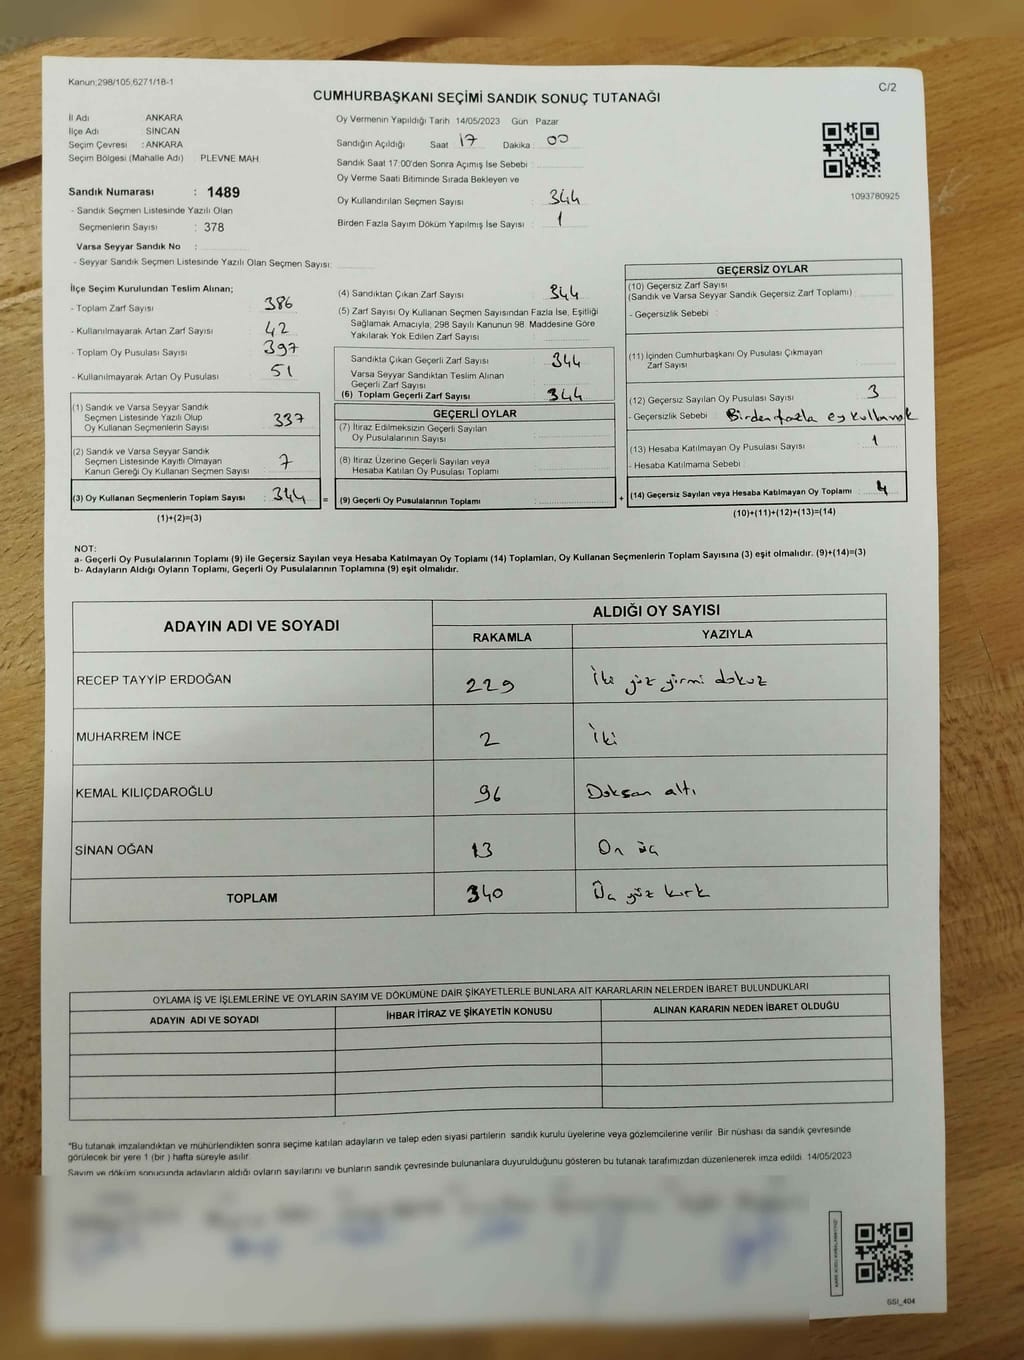 Kanun:298/105,6271/18-1
C/2
CUMHURBAŞKANI SEÇİMİ SANDIK SONUÇ TUTANAĞI
İl Adı ANKARA
İlçe Adı SİNCAN
Seçim Çevresi :ANKARA
Seçim Bölgesi (Mahalle Adı) PLEVNE MAH
Sandık Numarası : 1489
- Sandık Seçmen Listesinde Yazılı Olan
Seçmenlerin Sayısı : 378
Varsa Seyyar Sandık No :
- Seyyar Sandık Seçmen Listesinde Yazılı Olan Seçmen Sayısı:
Oy Vermenin Yapıldığı Tarih 14/05/2023 Gün Pazar
Sandığın Açıldığı Saat 17 Dakika : 00
Sandık Saat 17:00'den Sonra Açımış İse Sebebi :
Oy Verme Saati Bitiminde Sırada Bekleyen ve
Oy Kullandırılan Seçmen Sayısı : 344
Birden Fazla Sayım Döküm Yapılmış İse Sayısı : 1
1093780925
İlçe Seçim Kurulundan Teslim Alınan;
- Toplam Zarf Sayısı : 386
- Kullanılmayarak Artan Zarf Sayısı : 42
- Toplam Oy Pusulası Sayısı : 397
- Kullanılmayarak Artan Oy Pusulası : 51
(1) Sandık ve Varsa Seyyar Sandık
Seçmen Listesinde Yazılı Olup
Oy Kullanan Seçmenlerin Sayısı : 337
(2) Sandık ve Varsa Seyyar Sandık
Seçmen Listesinde Kayıtlı Olmayan
Kanun Gereği Oy Kullanan Seçmen Sayısı : 7
(3) Oy Kullanan Seçmenlerin Toplam Sayısı : 344 =
(1)+(2)=(3)
(4) Sandıktan Çıkan Zarf Sayısı : 344
(5) Zarf Sayısı Oy Kullanan Seçmen Sayısından Fazla İse, Eşitliği
Sağlamak Amacıyla, 298 Sayılı Kanunun 98. Maddesine Göre
Yakılarak Yok Edilen Zarf Sayısı :
Sandıkta Çıkan Geçerli Zarf Sayısı : 344
Varsa Seyyar Sandıktan Teslim Alınan
Geçerli Zarf Sayısı :
(6) Toplam Geçerli Zarf Sayısı : 344
GEÇERLİ OYLAR
(7) İtiraz Edilmeksizin Geçerli Sayılan
Oy Pusulalarının Sayısı :
(8) İtiraz Üzerine Geçerli Sayılan veya
Hesaba Katılan Oy Pusulası Toplamı :
(9) Geçerli Oy Pusulalarının Toplamı : +
GEÇERSİZ OYLAR
(10) Geçersiz Zarf Sayısı
(Sandık ve Varsa Seyyar Sandık Geçersiz Zarf Toplamı) :
- Geçersizlik Sebebi :
(11) İçinden Cumhurbaşkanı Oy Pusulası Çıkmayan
Zarf Sayısı :
(12) Geçersiz Sayılan Oy Pusulası Sayısı : 3
- Geçersizlik Sebebi : Birden fazla oy kullanmak
(13) Hesaba Katılmayan Oy Pusulası Sayısı : 1
- Hesaba Katılmama Sebebi :
(14) Geçersiz Sayılan veya Hesaba Katılmayan Oy Toplamı : 4
(10)+(11)+(12)+(13)=(14)
NOT:
a- Geçerli Oy Pusulalarının Toplamı (9) ile Geçersiz Sayılan veya Hesaba Katılmayan Oy Toplamı (14) Toplamları, Oy Kullanan Seçmenlerin Toplam Sayısına (3) eşit olmalıdır. (9)+(14)=(3)
b- Adayların Aldığı Oyların Toplamı, Geçerli Oy Pusulalarının Toplamına (9) eşit olmalıdır.
ADAYIN ADI VE SOYADI ALDIĞI OY SAYISI
RAKAMLA YAZIYLA
RECEP TAYYİP ERDOĞAN 229 İki yüz yirmi dokuz
MUHARREM İNCE 2 İki
KEMAL KILIÇDAROĞLU 96 Doksan altı
SİNAN OĞAN 13 On üç
TOPLAM 340 Üç yüz kırk
OYLAMA İŞ VE İŞLEMLERİNE VE OYLARIN SAYIM VE DÖKÜMÜNE DAİR ŞİKAYETLERLE BUNLARA AİT KARARLARIN NELERDEN İBARET BULUNDUKLARI
ADAYIN ADI VE SOYADI İHBAR İTİRAZ VE ŞİKAYETİN KONUSU ALINAN KARARIN NEDEN İBARET OLDUĞU
*Bu tutanak imzalandıktan ve mühürlendikten sonra seçime katılan adayların ve talep eden siyasi partilerin sandık kurulu üyelerine veya gözlemcilerine verilir. Bir nüshası da sandık çevresinde
görülecek bir yere 1 (bir) hafta süreyle asılır.
Sayım ve döküm sonucunda adayların aldığı oyların sayılarını ve bunların sandık çevresinde bulunanlara duyurulduğunu gösteren bu tutanak tarafımızdan düzenlenerek imza edildi. 14/05/2023
GSI_404